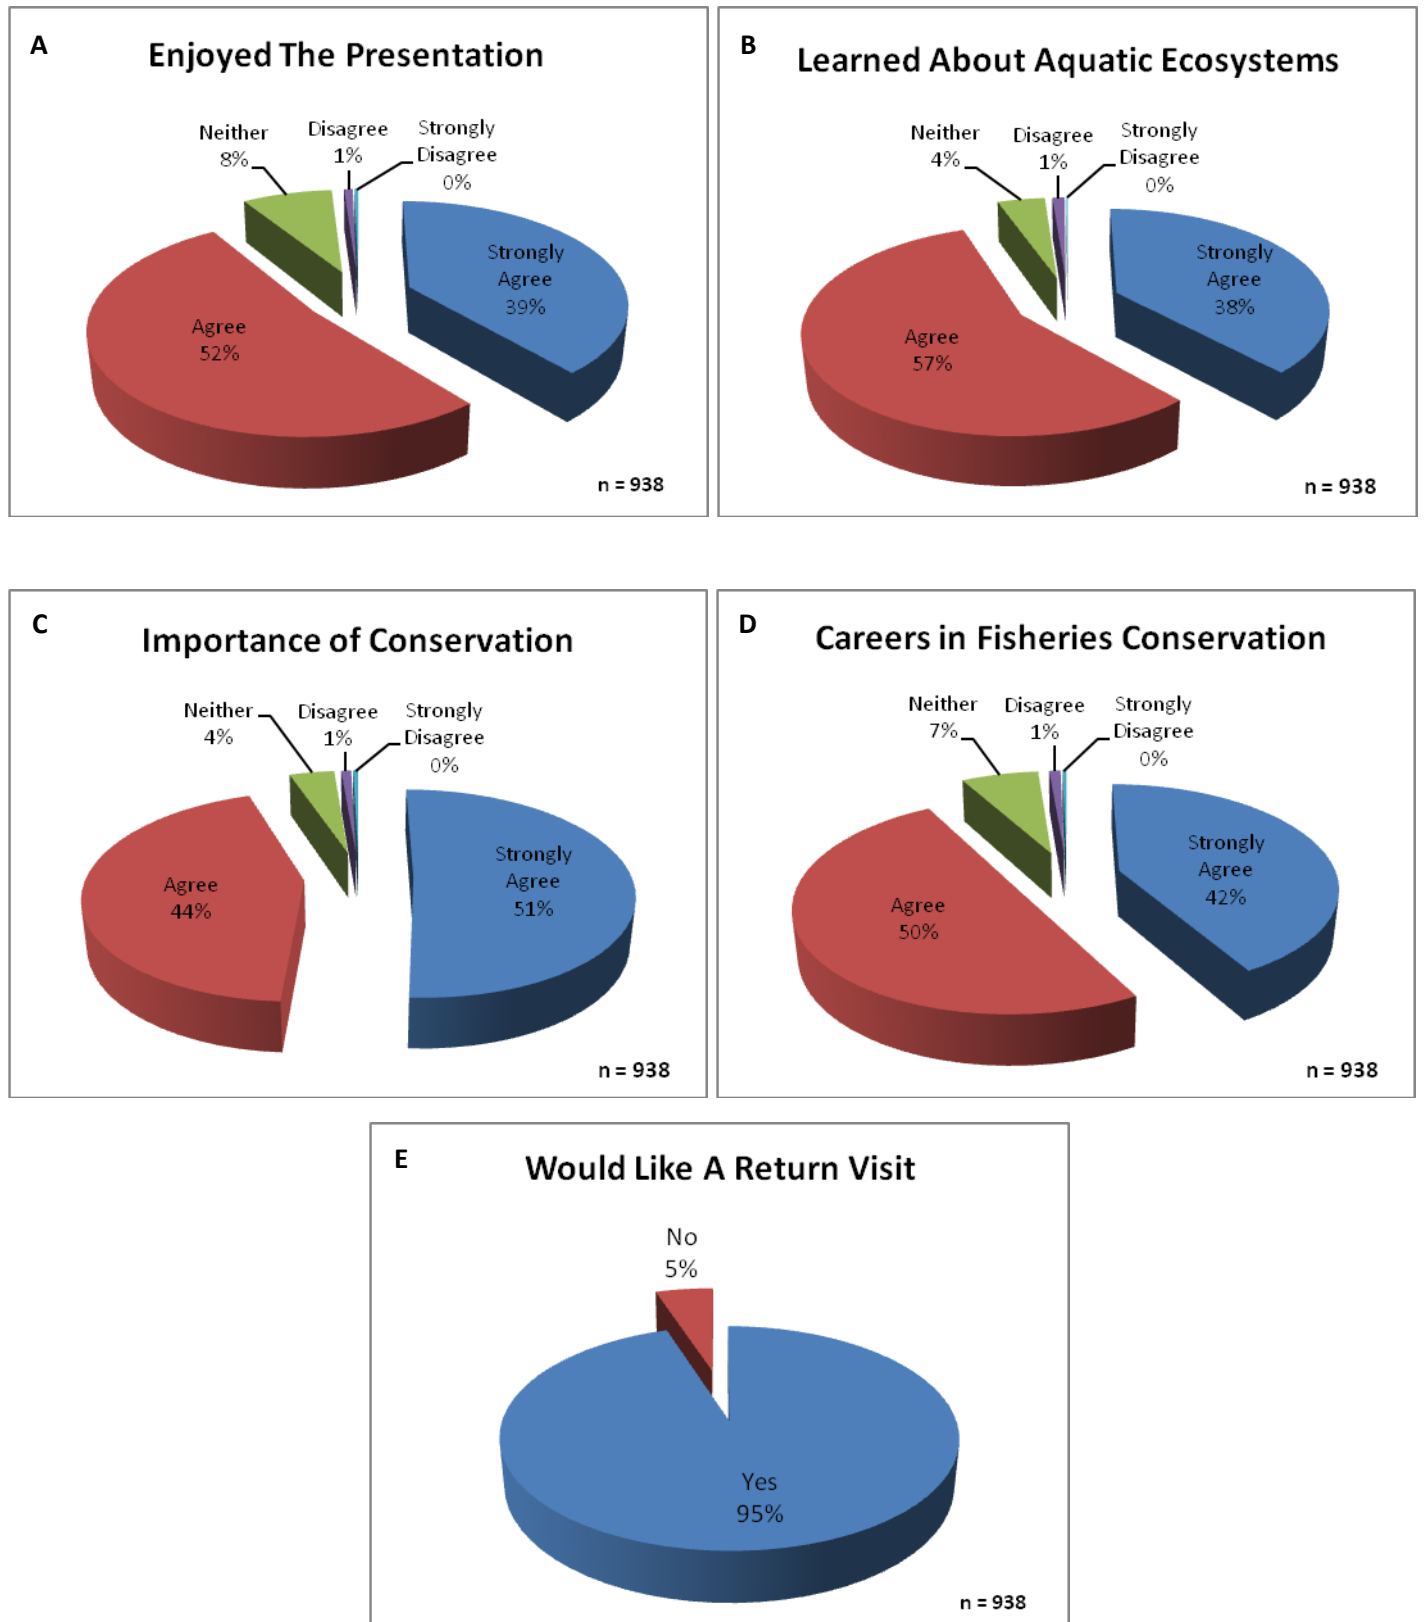 A
Enjoyed The Presentation
Neither
8%
Disagree
1%
Strongly
Disagree
0%
Strongly
Agree
39%
Agree
52%
n = 938
B
Learned About Aquatic Ecosystems
Neither
4%
Disagree
1%
Strongly
Disagree
0%
Strongly
Agree
38%
Agree
57%
n = 938
C
Importance of Conservation
Neither
4%
Disagree
1%
Strongly
Disagree
0%
Strongly
Agree
51%
Agree
44%
n = 938
D
Careers in Fisheries Conservation
Neither
7%
Disagree
1%
Strongly
Disagree
0%
Strongly
Agree
42%
Agree
50%
n = 938
E
Would Like A Return Visit
No
5%
Yes
95%
n = 938